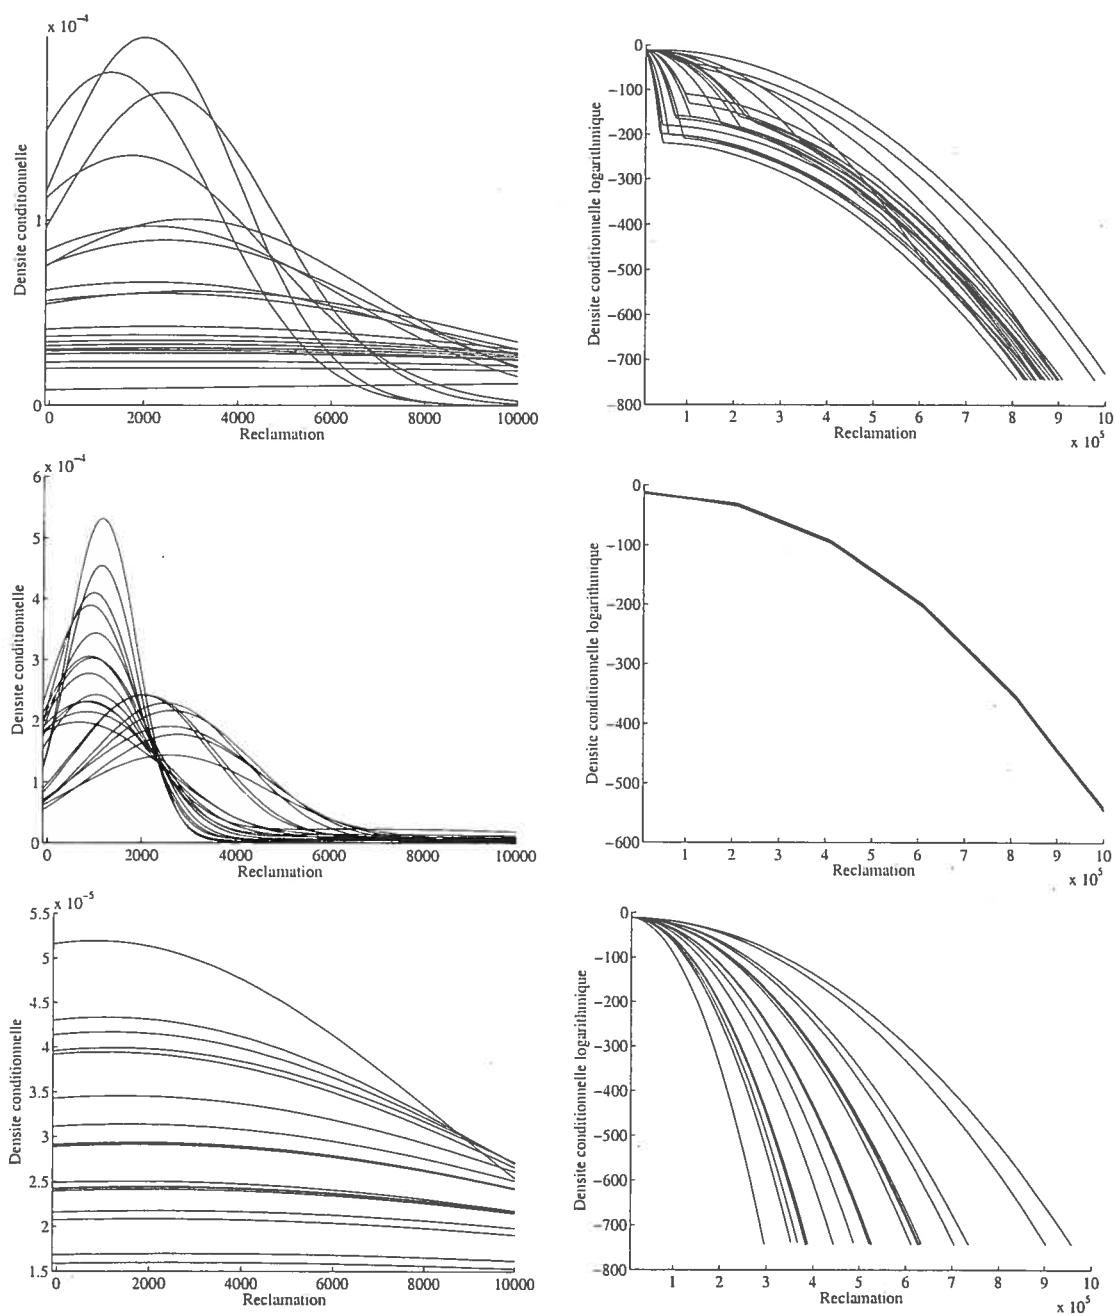 x 10⁻⁴
1
0
Densite conditionnelle
0 2000 4000 6000 8000 10000
Reclamation
0
−100
−200
−300
−400
−500
−600
−700
−800
Densite conditionnelle logarithmique
1 2 3 4 5 6 7 8 9 10
Reclamation
x 10⁵
x 10⁻⁴
6
5
4
3
2
1
0
Densite conditionnelle
0 2000 4000 6000 8000 10000
Reclamation
0
−100
−200
−300
−400
−500
−600
Densite conditionnelle logarithmique
1 2 3 4 5 6 7 8 9 10
Reclamation
x 10⁵
x 10⁻⁵
5.5
5
4.5
4
3.5
3
2.5
2
1.5
Densite conditionnelle
0 2000 4000 6000 8000 10000
Reclamation
0
−100
−200
−300
−400
−500
−600
−700
−800
Densite conditionnelle logarithmique
1 2 3 4 5 6 7 8 9 10
Reclamation
x 10⁵